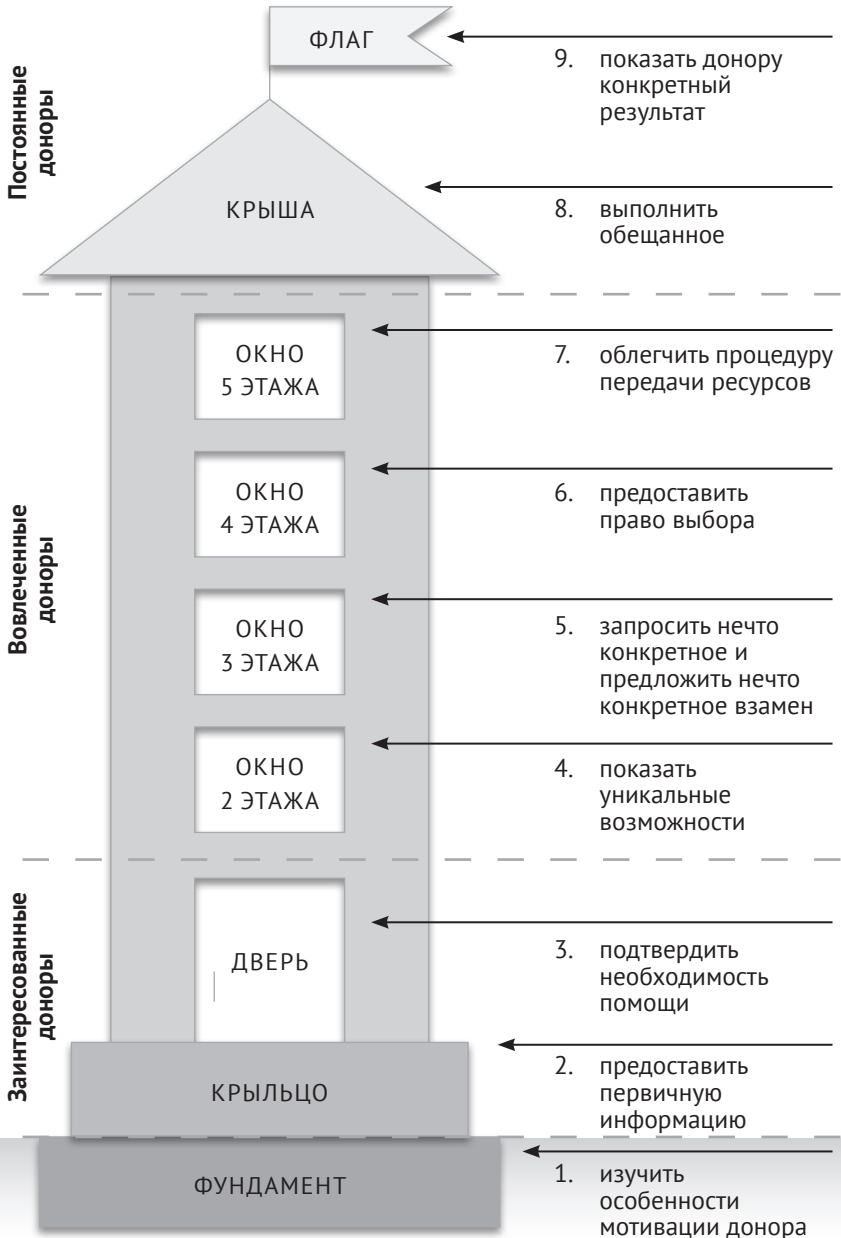 ФЛАГ
9. показать донору
конкретный
результат
Постоянные
доноры
КРЫША
8. выполнить
обещанное
ОКНО
5 ЭТАЖА
7. облегчить процедуру
передачи ресурсов
ОКНО
4 ЭТАЖА
6. предоставить
право выбора
Вовлеченные
доноры
ОКНО
3 ЭТАЖА
5. запросить нечто
конкретное и
предложить нечто
конкретное взамен
ОКНО
2 ЭТАЖА
4. показать
уникальные
возможности
Заинтересованные
доноры
ДВЕРЬ
3. подтвердить
необходимость
помощи
КРЫЛЬЦО
2. предоставить
первичную
информацию
ФУНДАМЕНТ
1. изучить
особенности
мотивации донора